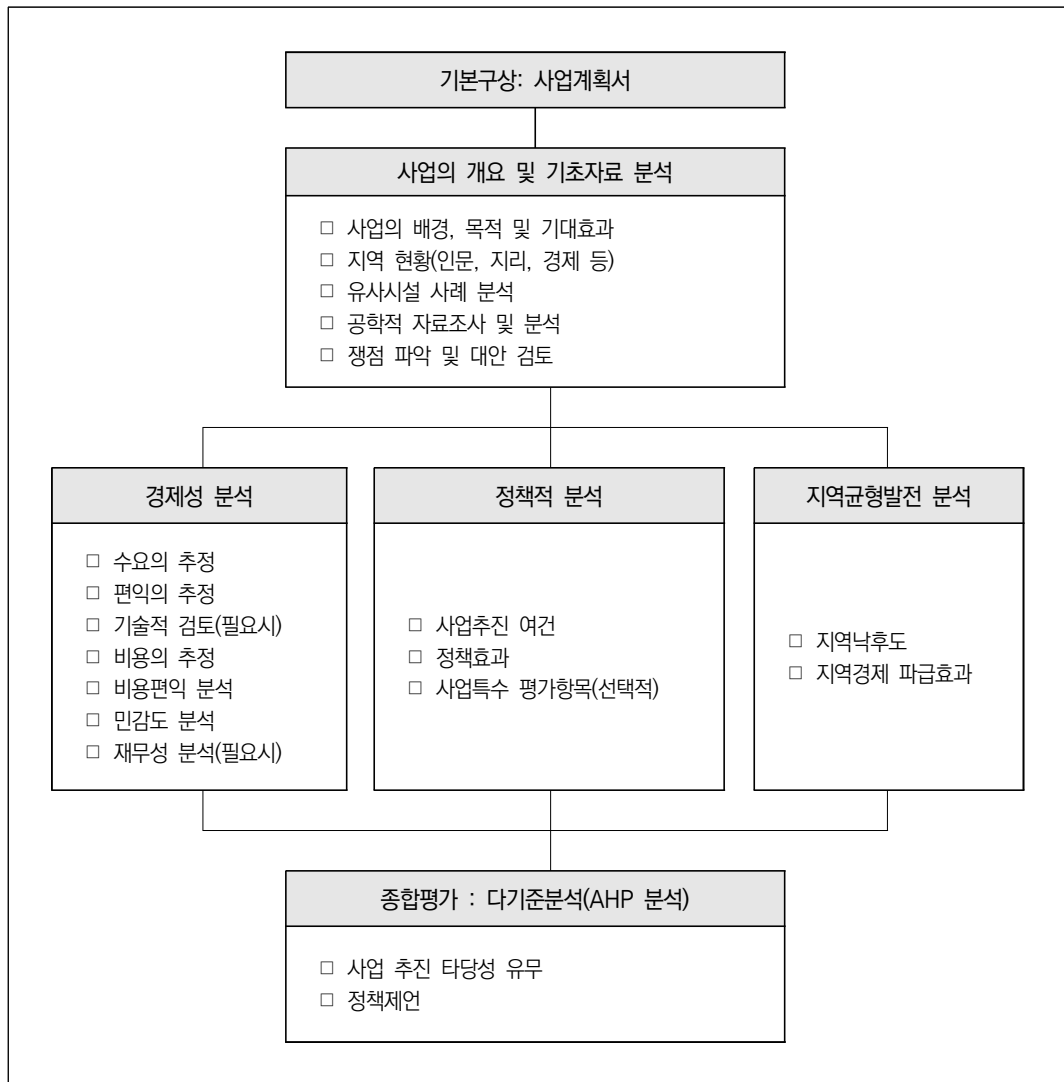 기본구상: 사업계획서
사업의 개요 및 기초자료 분석
□ 사업의 배경, 목적 및 기대효과
□ 지역 현황(인문, 지리, 경제 등)
□ 유사시설 사례 분석
□ 공학적 자료조사 및 분석
□ 쟁점 파악 및 대안 검토
경제성 분석
□ 수요의 추정
□ 편익의 추정
□ 기술적 검토(필요시)
□ 비용의 추정
□ 비용편익 분석
□ 민감도 분석
□ 재무성 분석(필요시)
정책적 분석
□ 사업추진 여건
□ 정책효과
□ 사업특수 평가항목(선택적)
지역균형발전 분석
□ 지역낙후도
□ 지역경제 파급효과
종합평가 : 다기준분석(AHP 분석)
□ 사업 추진 타당성 유무
□ 정책제언